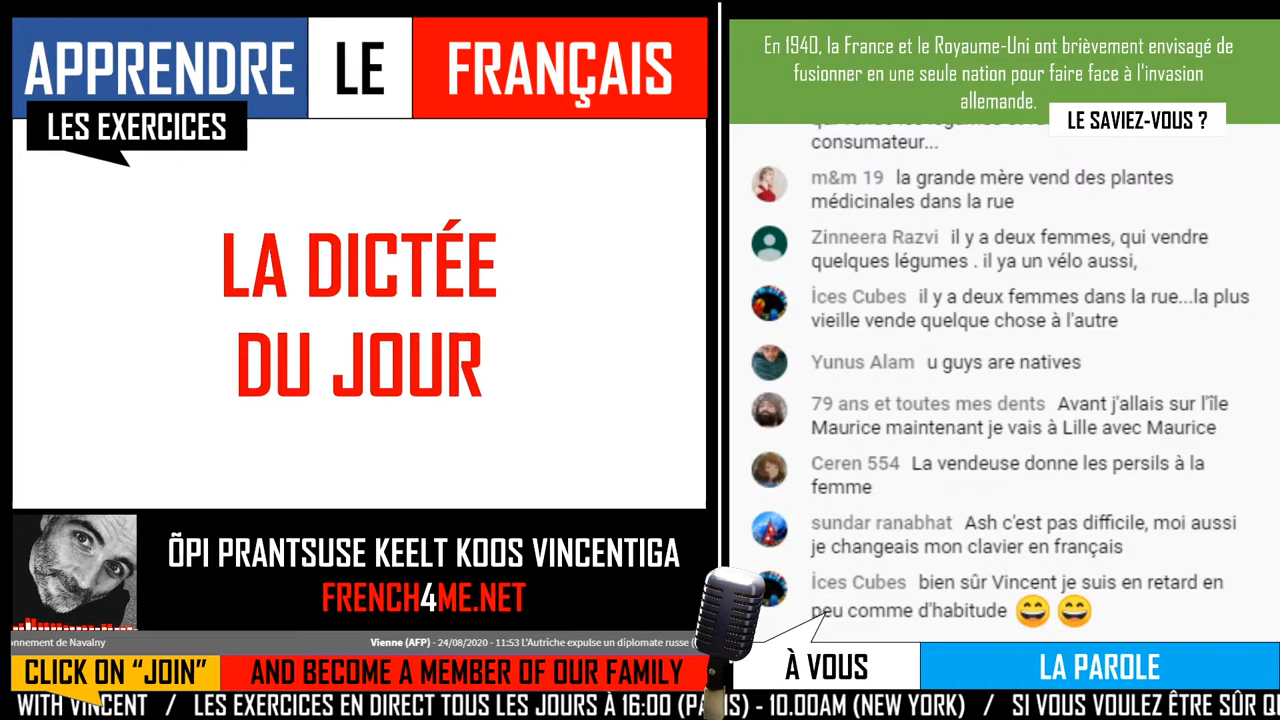 APPRENDRE LE FRANÇAIS
LES EXERCICES
LA DICTÉE
DU JOUR
ÕPI PRANTSUSE KEELT KOOS VINCENTIGA
FRENCH4ME.NET
onnement de Navalny Vienne (AFP) - 24/08/2020 - 11:53 L'Autriche expulse un diplomate russe (
CLICK ON “JOIN” AND BECOME A MEMBER OF OUR FAMILY
WITH VINCENT / LES EXERCICES EN DIRECT TOUS LES JOURS À 16:00 (PARIS) - 10.00AM (NEW YORK) / SI VOUS VOULEZ ÊTRE SÛR
En 1940, la France et le Royaume-Uni ont brièvement envisagé de
fusionner en une seule nation pour faire face à l'invasion
allemande.
LE SAVIEZ-VOUS ?
consumateur...
m&m 19 la grande mère vend des plantes
médicinales dans la rue
Zinneera Razvi il y a deux femmes, qui vendre
quelques légumes . il ya un vélo aussi,
İces Cubes il y a deux femmes dans la rue...la plus
vieille vende quelque chose à l'autre
Yunus Alam u guys are natives
79 ans et toutes mes dents Avant j'allais sur l'île
Maurice maintenant je vais à Lille avec Maurice
Ceren 554 La vendeuse donne les persils à la
femme
sundar ranabhat Ash c'est pas difficile, moi aussi
je changeais mon clavier en français
İces Cubes bien sûr Vincent je suis en retard en
peu comme d'habitude 😄 😄
À VOUS LA PAROLE